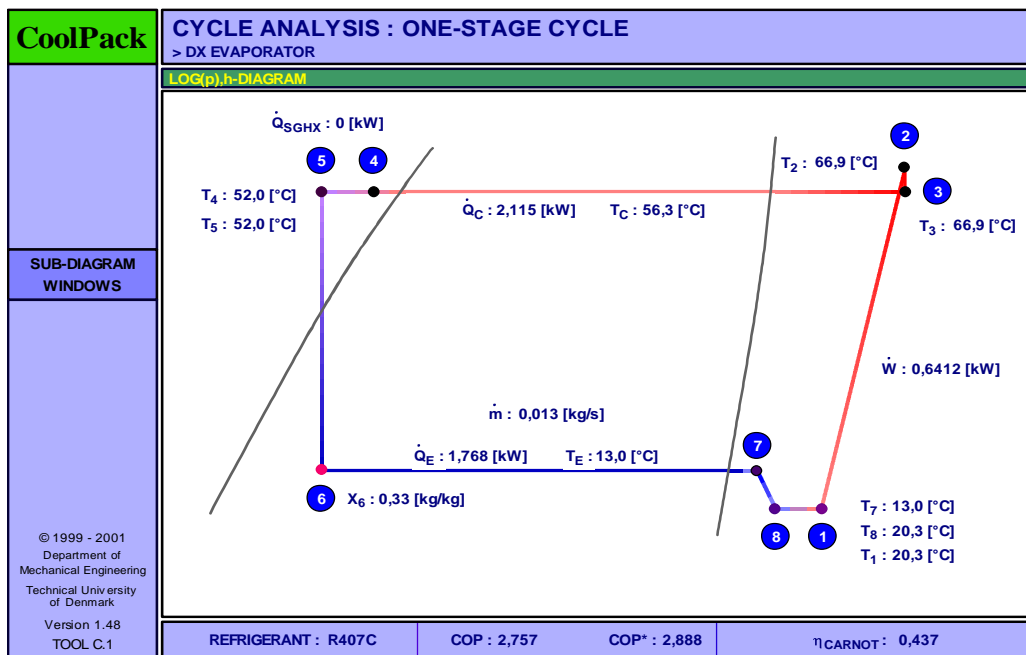 CoolPack
CYCLE ANALYSIS : ONE-STAGE CYCLE
> DX EVAPORATOR
LOG(p),h-DIAGRAM
SUB-DIAGRAM
WINDOWS
© 1999 - 2001
Department of
Mechanical Engineering
Technical University
of Denmark
Version 1.48
TOOL C.1
Q̇SGHX : 0 [kW]
5
4
2
T2 : 66,9 [°C]
3
T4 : 52,0 [°C]
T5 : 52,0 [°C]
Q̇C : 2,115 [kW] TC : 56,3 [°C]
T3 : 66,9 [°C]
Ẇ : 0,6412 [kW]
ṁ : 0,013 [kg/s]
7
Q̇E : 1,768 [kW] TE : 13,0 [°C]
6
X6 : 0,33 [kg/kg]
8
1
T7 : 13,0 [°C]
T8 : 20,3 [°C]
T1 : 20,3 [°C]
REFRIGERANT : R407C COP : 2,757 COP* : 2,888 ηCARNOT : 0,437